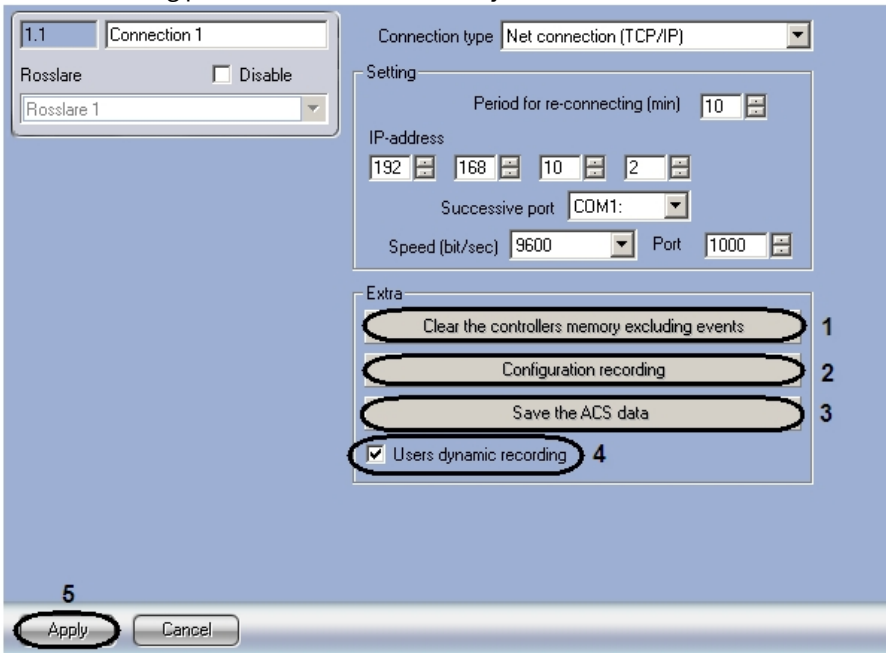 1.1 Connection 1
Rosslare Disable
Rosslare 1
Connection type Net connection (TCP/IP)
Setting
Period for re-connecting (min) 10
IP-address
192 168 10 2
Successive port COM1:
Speed (bit/sec) 9600 Port 1000
Extra
Clear the controllers memory excluding events 1
Configuration recording 2
Save the ACS data 3
Users dynamic recording 4
5
Apply Cancel